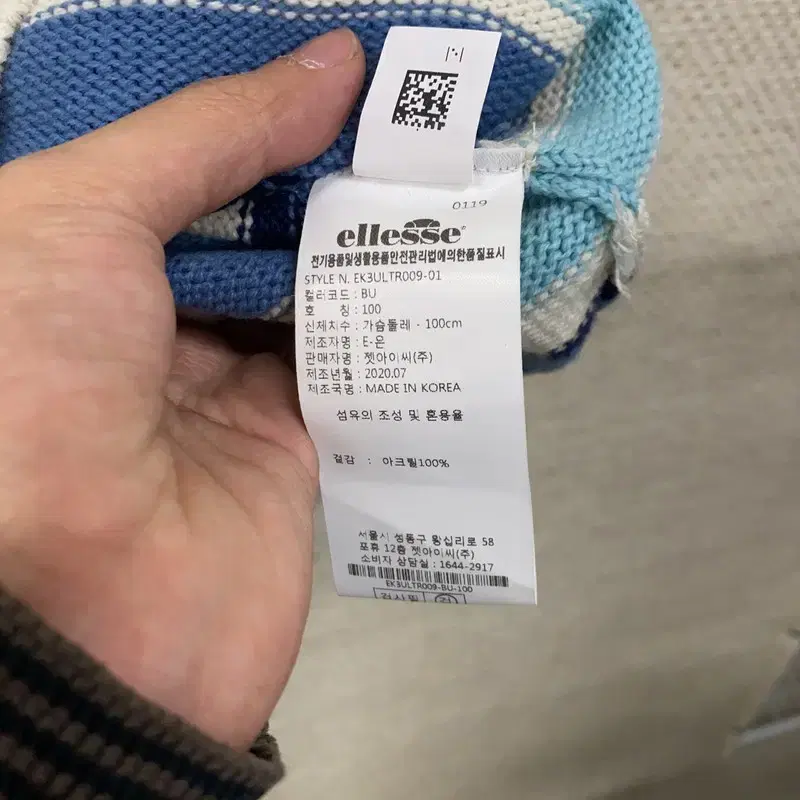 0119
ellesse
전기용품및생활용품안전관리법에의한품질표시
STYLE N. EK3ULTR009-01
컬러코드 : BU
호 칭 : 100
신체치수 : 가슴둘레 - 100cm
제조자명 : E-은
판매자명 : 젯아이씨(주)
제조년월 : 2020.07
제조국명 : MADE IN KOREA
섬유의 조성 및 혼용율
겉감 : 아크릴100%
서울시 성동구 왕십리로 58
포휴 12층 젯아이씨(주)
소비자 상담실 : 1644-2917
EK3ULTR009-BU-100
검사필